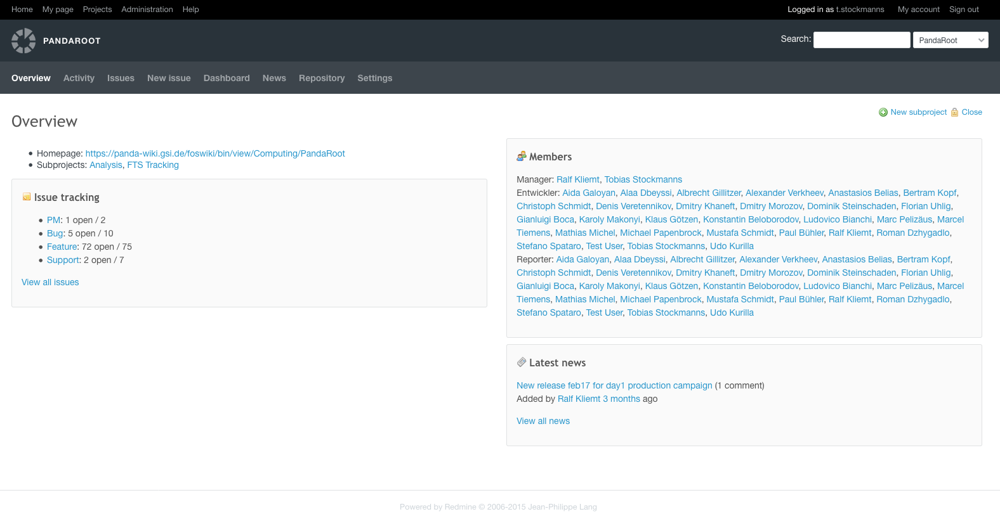 Home My page Projects Administration Help Logged in as t.stockmanns My account Sign out
PANDAROOT Search: PandaRoot
Overview Activity Issues New issue Dashboard News Repository Settings
New subproject Close
Overview
• Homepage: https://panda-wiki.gsi.de/foswiki/bin/view/Computing/PandaRoot
• Subprojects: Analysis, FTS Tracking
Issue tracking
• PM: 1 open / 2
• Bug: 5 open / 10
• Feature: 72 open / 75
• Support: 2 open / 7
View all issues
Members
Manager: Ralf Kliemt, Tobias Stockmanns
Entwickler: Aida Galoyan, Alaa Dbeyssi, Albrecht Gillitzer, Alexander Verkheev, Anastasios Belias, Bertram Kopf,
Christoph Schmidt, Denis Veretennikov, Dmitry Khaneft, Dmitry Morozov, Dominik Steinschaden, Florian Uhlig,
Gianluigi Boca, Karoly Makonyi, Klaus Götzen, Konstantin Beloborodov, Ludovico Bianchi, Marc Pelizäus, Marcel
Tiemens, Mathias Michel, Michael Papenbrock, Mustafa Schmidt, Paul Bühler, Ralf Kliemt, Roman Dzhygadlo,
Stefano Spataro, Test User, Tobias Stockmanns, Udo Kurilla
Reporter: Aida Galoyan, Alaa Dbeyssi, Albrecht Gillitzer, Alexander Verkheev, Anastasios Belias, Bertram Kopf,
Christoph Schmidt, Denis Veretennikov, Dmitry Khaneft, Dmitry Morozov, Dominik Steinschaden, Florian Uhlig,
Gianluigi Boca, Karoly Makonyi, Klaus Götzen, Konstantin Beloborodov, Ludovico Bianchi, Marc Pelizäus, Marcel
Tiemens, Mathias Michel, Michael Papenbrock, Mustafa Schmidt, Paul Bühler, Ralf Kliemt, Roman Dzhygadlo,
Stefano Spataro, Test User, Tobias Stockmanns, Udo Kurilla
Latest news
New release feb17 for day1 production campaign (1 comment)
Added by Ralf Kliemt 3 months ago
View all news
Powered by Redmine © 2006-2015 Jean-Philippe Lang